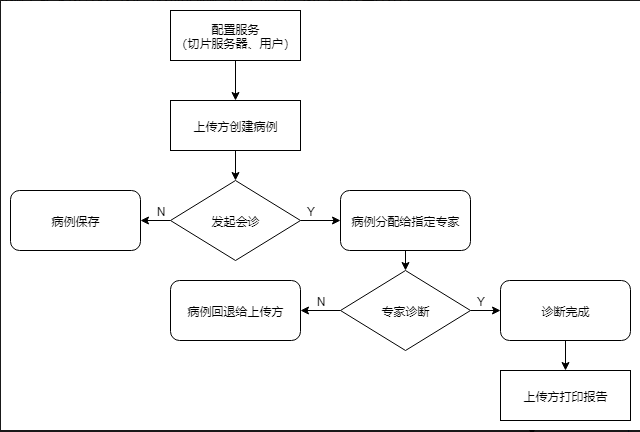 配置服务
（切片服务器、用户）
上传方创建病例
病例保存
N
发起会诊
Y
病例分配给指定专家
病例回退给上传方
N
专家诊断
Y
诊断完成
上传方打印报告